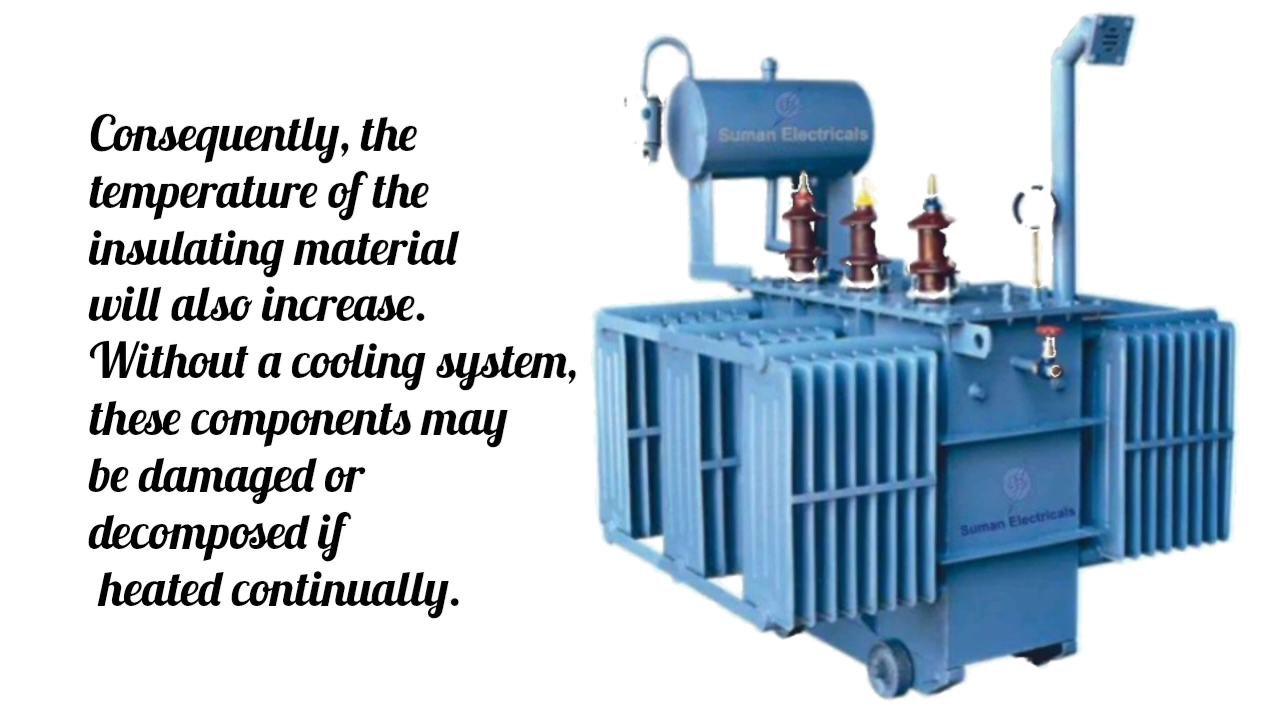 Consequently, the
temperature of the
insulating material
will also increase.
Without a cooling system,
these components may
be damaged or
decomposed if
heated continually.
Suman Electricals
Suman Electricals